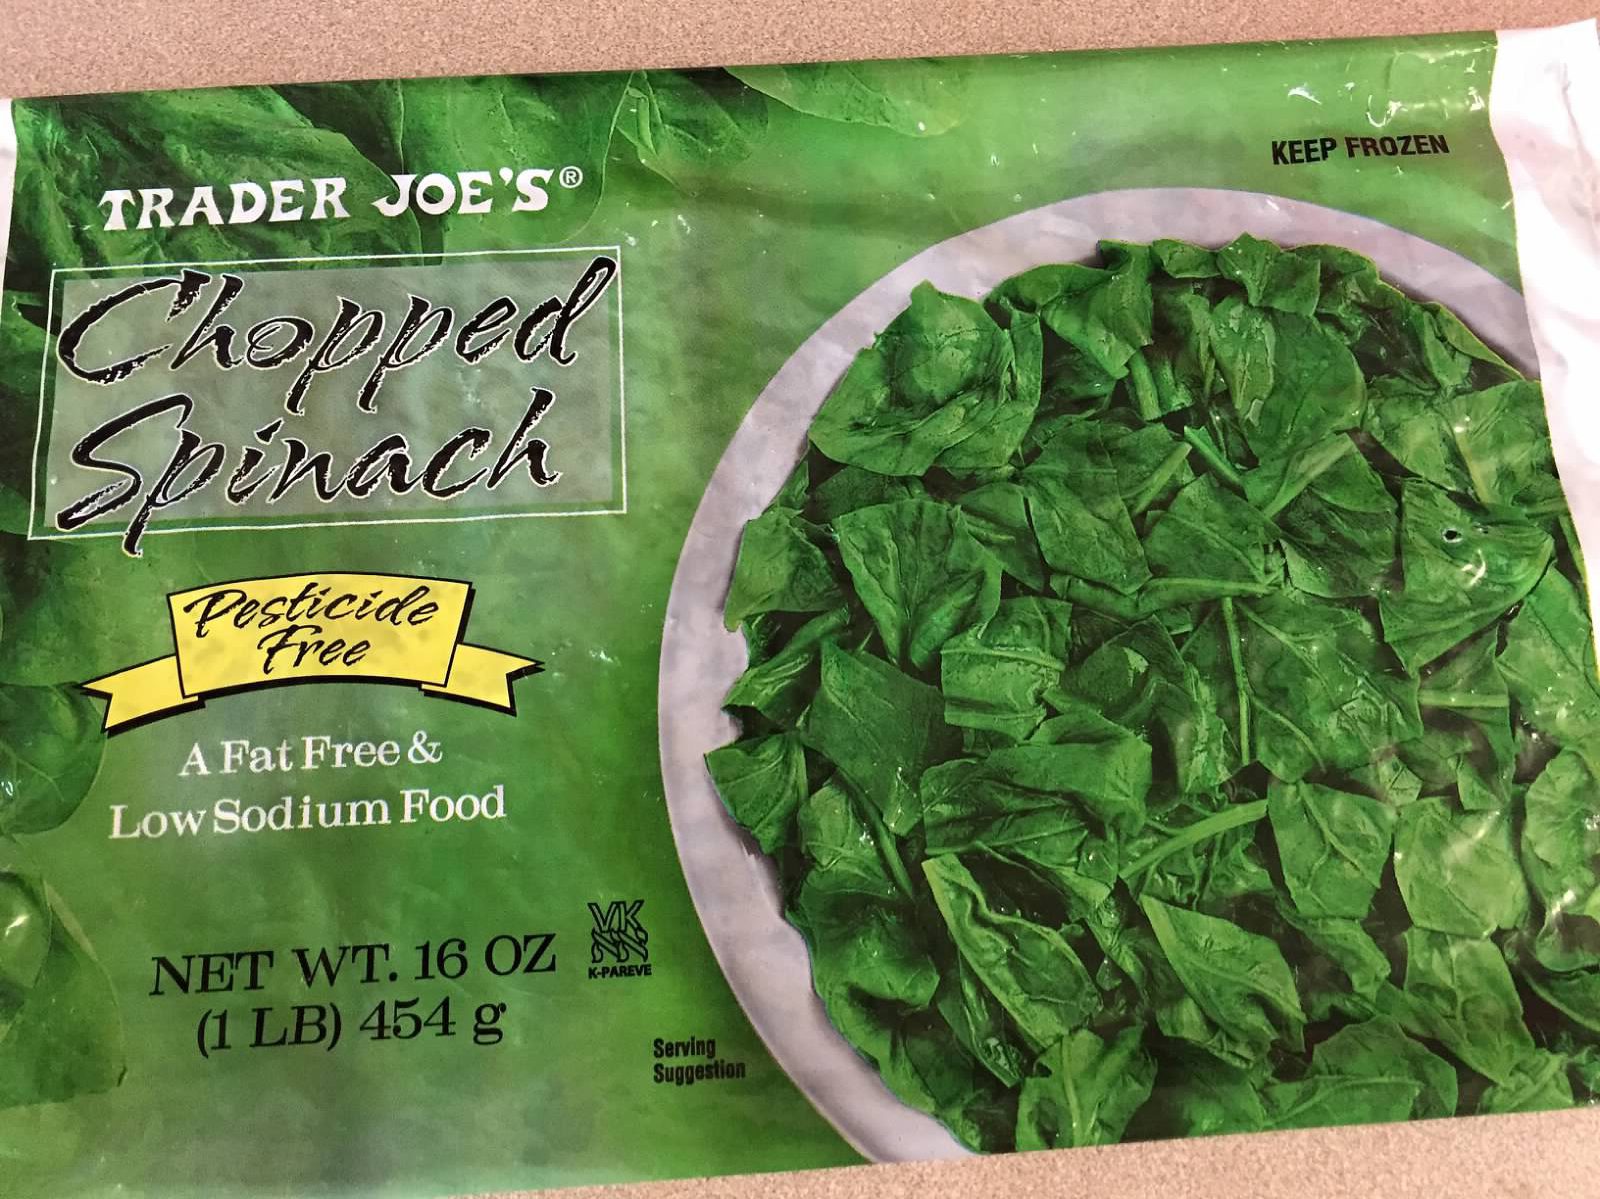 TRADER JOE'S®
KEEP FROZEN
Chopped
Spinach
Pesticide
Free
A Fat Free &
Low Sodium Food
NET WT. 16 OZ
(1 LB) 454 g
VK
K-PAREVE
Serving
Suggestion